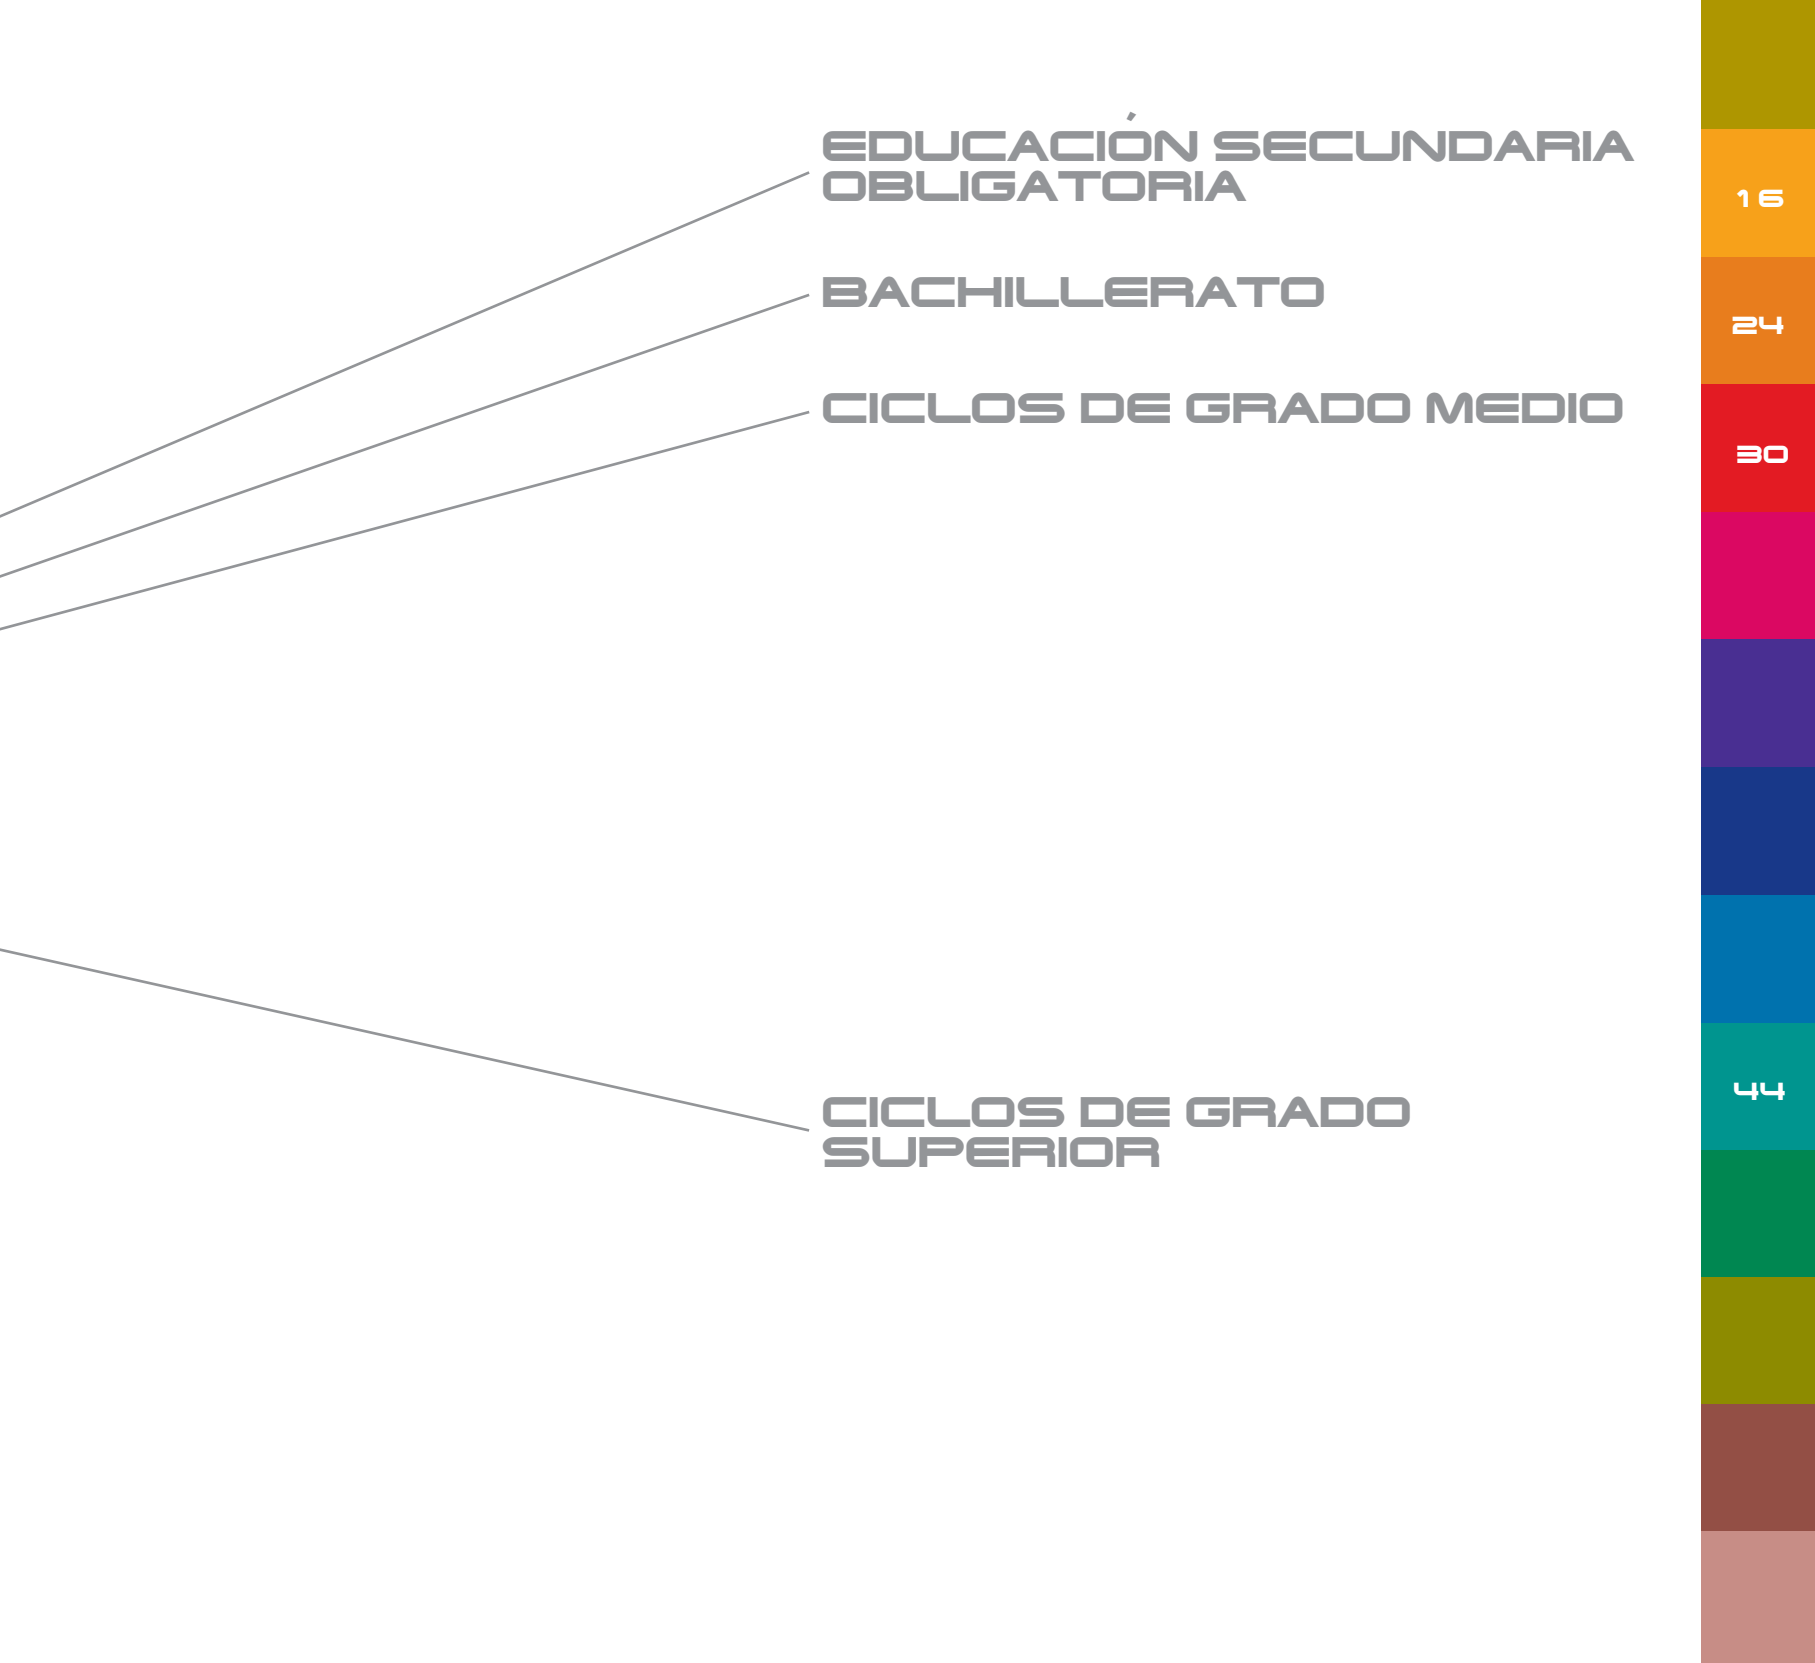 EDUCACIÓN SECUNDARIA
OBLIGATORIA
16
BACHILLERATO
24
CICLOS DE GRADO MEDIO
30
CICLOS DE GRADO
SUPERIOR
44